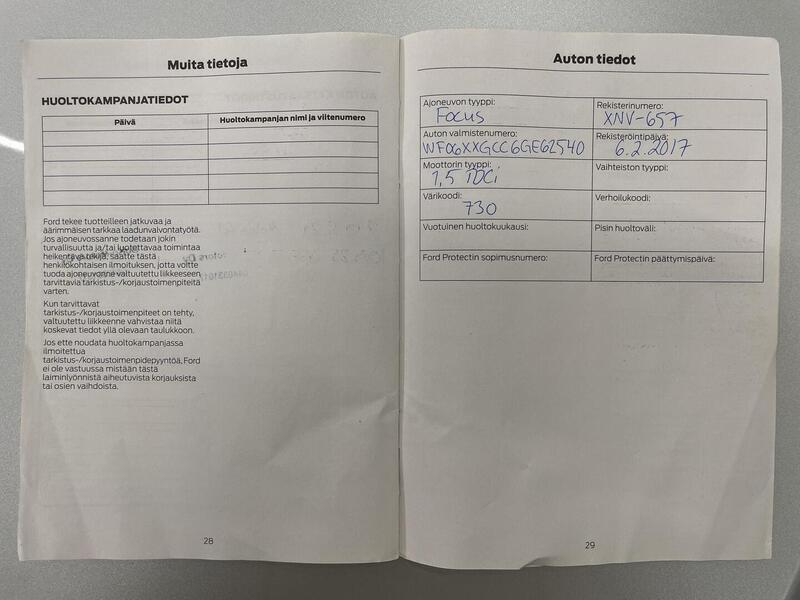 Muita tietoja
HUOLTOKAMPANJATIEDOT
Päivä
Huoltokampanjan nimi ja viitenumero
Ford tekee tuotteilleen jatkuvaa ja
äärimmäisen tarkkaa laadunvalvontatyötä.
Jos ajoneuvossanne todetaan jokin
turvallisuutta ja/tai luotettavaa toimintaa
heikentävä tekijä, saatte tästä
henkilökohtaisen ilmoituksen, jotta voitte
tuoda ajoneuvonne valtuutettu liikkeeseen
tarvittavia tarkistus-/korjaustoimenpiteitä
varten.
Kun tarvittavat
tarkistus-/korjaustoimenpiteet on tehty,
valtuutettu liikkeenne vahvistaa niitä
koskevat tiedot yllä olevaan taulukkoon.
Jos ette noudata huoltokampanjassa
ilmoitettua
tarkistus-/korjaustoimenpidepyyntöä, Ford
ei ole vastuussa mistään tästä
laiminlyönnistä aiheutuvista korjauksista
tai osien vaihdoista.
28
Auton tiedot
Ajoneuvon tyyppi:
Focus
Rekisterinumero:
XNV-657
Auton valmistenumero:
WF06XXGCC6GE62540
Rekisteröintipäivä:
6.2.2017
Moottorin tyyppi:
1,5 TDCi
Vaihteiston tyyppi:
Värikoodi:
730
Verhoilukoodi:
Vuotuinen huoltokuukausi:
Pisin huoltoväli:
Ford Protectin sopimusnumero:
Ford Protectin päättymispäivä:
29